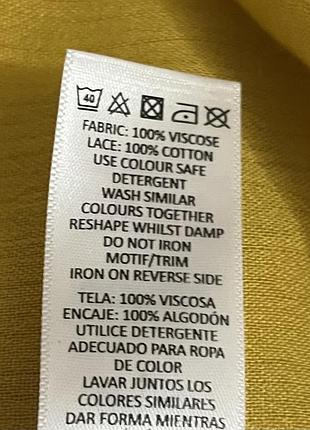 40
FABRIC: 100% VISCOSE
LACE: 100% COTTON
USE COLOUR SAFE
DETERGENT
WASH SIMILAR
COLOURS TOGETHER
RESHAPE WHILST DAMP
DO NOT IRON
MOTIF/TRIM
IRON ON REVERSE SIDE
TELA: 100% VISCOSA
ENCAJE: 100% ALGODÓN
UTILICE DETERGENTE
ADECUADO PARA ROPA
DE COLOR
LAVAR JUNTOS LOS
COLORES SIMILARES
DAR FORMA MIENTRAS